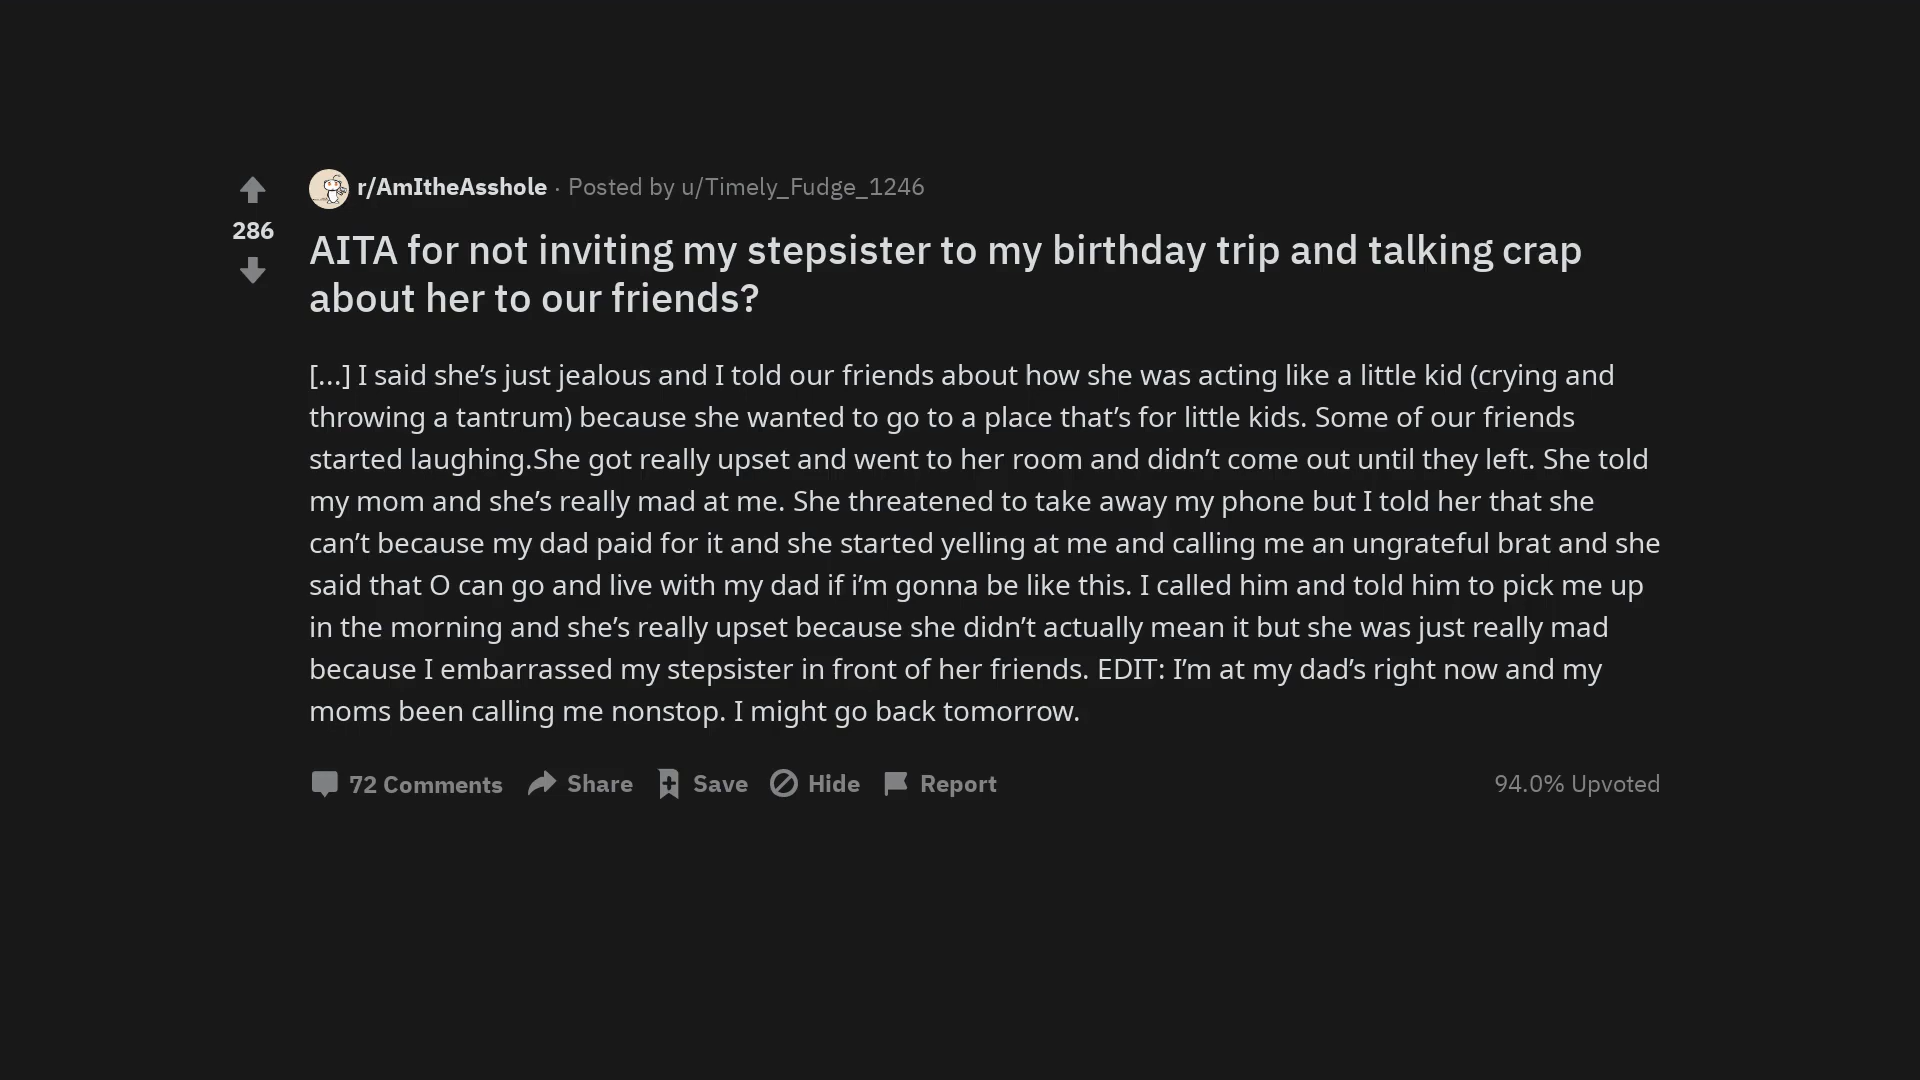 r/AmItheAsshole · Posted by u/Timely_Fudge_1246
286
AITA for not inviting my stepsister to my birthday trip and talking crap
about her to our friends?
[...] I said she’s just jealous and I told our friends about how she was acting like a little kid (crying and
throwing a tantrum) because she wanted to go to a place that’s for little kids. Some of our friends
started laughing.She got really upset and went to her room and didn’t come out until they left. She told
my mom and she’s really mad at me. She threatened to take away my phone but I told her that she
can’t because my dad paid for it and she started yelling at me and calling me an ungrateful brat and she
said that O can go and live with my dad if i’m gonna be like this. I called him and told him to pick me up
in the morning and she’s really upset because she didn’t actually mean it but she was just really mad
because I embarrassed my stepsister in front of her friends. EDIT: I’m at my dad’s right now and my
moms been calling me nonstop. I might go back tomorrow.
72 Comments Share Save Hide Report 94.0% Upvoted